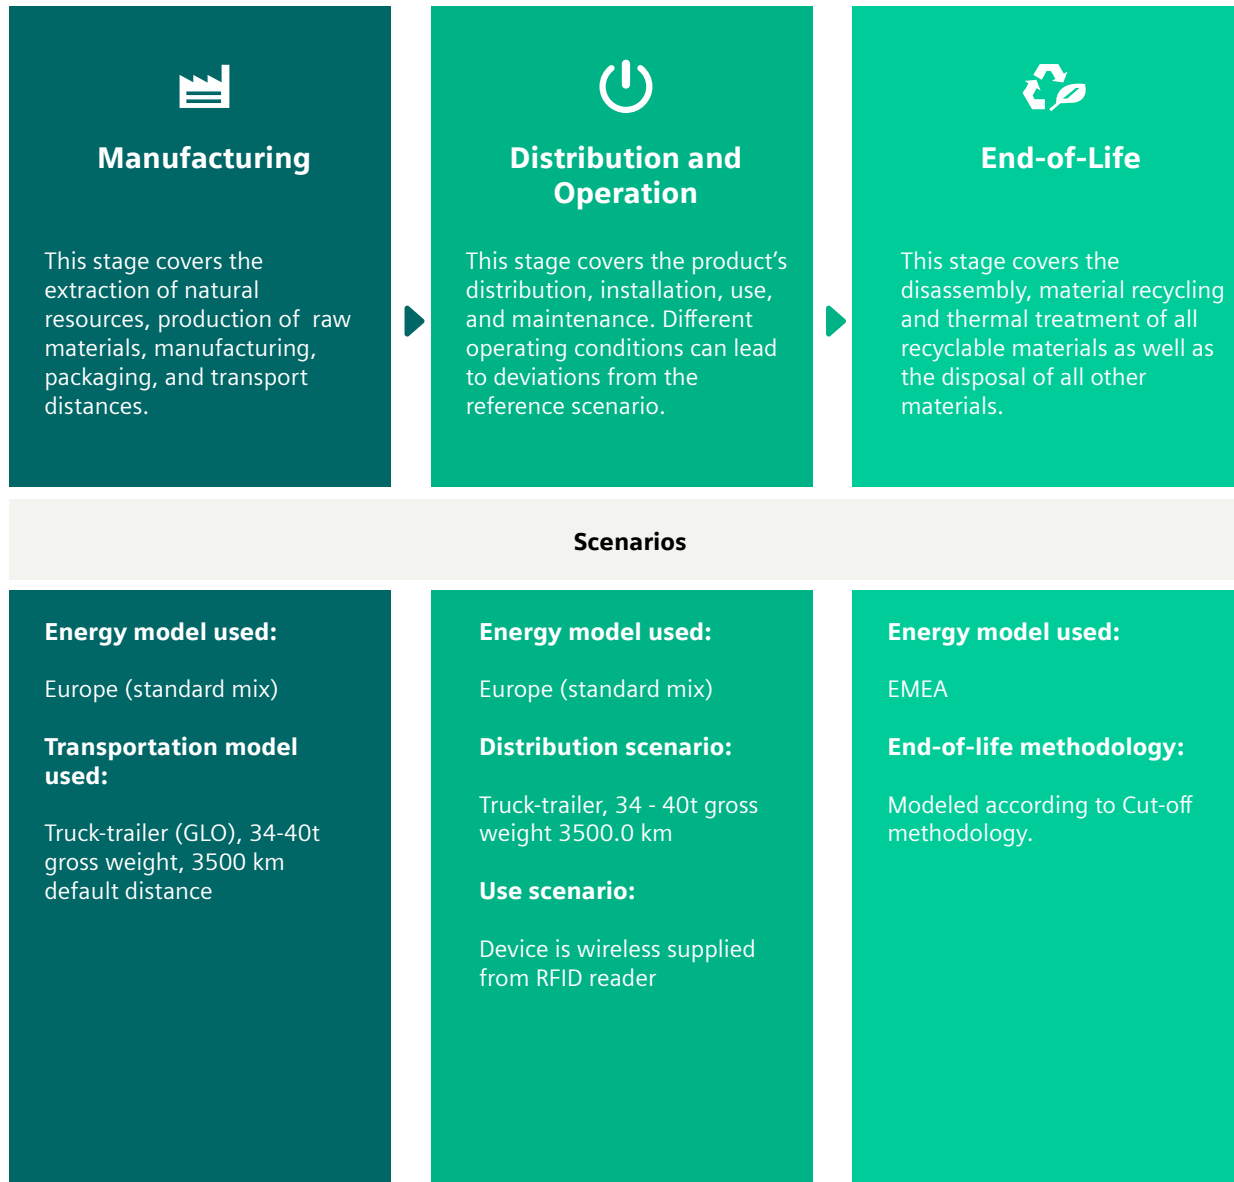 Manufacturing
This stage covers the
extraction of natural
resources, production of raw
materials, manufacturing,
packaging, and transport
distances.
Distribution and
Operation
This stage covers the product’s
distribution, installation, use,
and maintenance. Different
operating conditions can lead
to deviations from the
reference scenario.
End-of-Life
This stage covers the
disassembly, material recycling
and thermal treatment of all
recyclable materials as well as
the disposal of all other
materials.
Scenarios
Energy model used:
Europe (standard mix)
Transportation model
used:
Truck-trailer (GLO), 34-40t
gross weight, 3500 km
default distance
Energy model used:
Europe (standard mix)
Distribution scenario:
Truck-trailer, 34 - 40t gross
weight 3500.0 km
Use scenario:
Device is wireless supplied
from RFID reader
Energy model used:
EMEA
End-of-life methodology:
Modeled according to Cut-off
methodology.